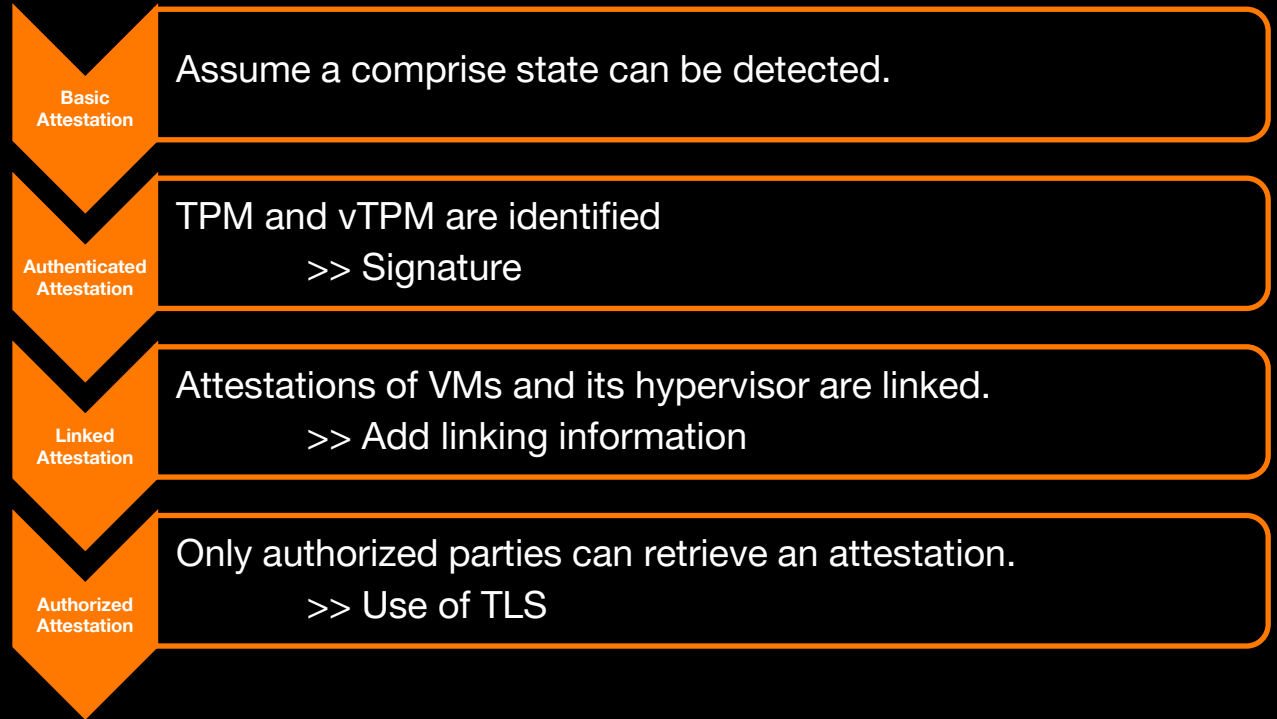 Basic
Attestation
Assume a comprise state can be detected.
Authenticated
Attestation
TPM and vTPM are identified
>> Signature
Linked
Attestation
Attestations of VMs and its hypervisor are linked.
>> Add linking information
Authorized
Attestation
Only authorized parties can retrieve an attestation.
>> Use of TLS